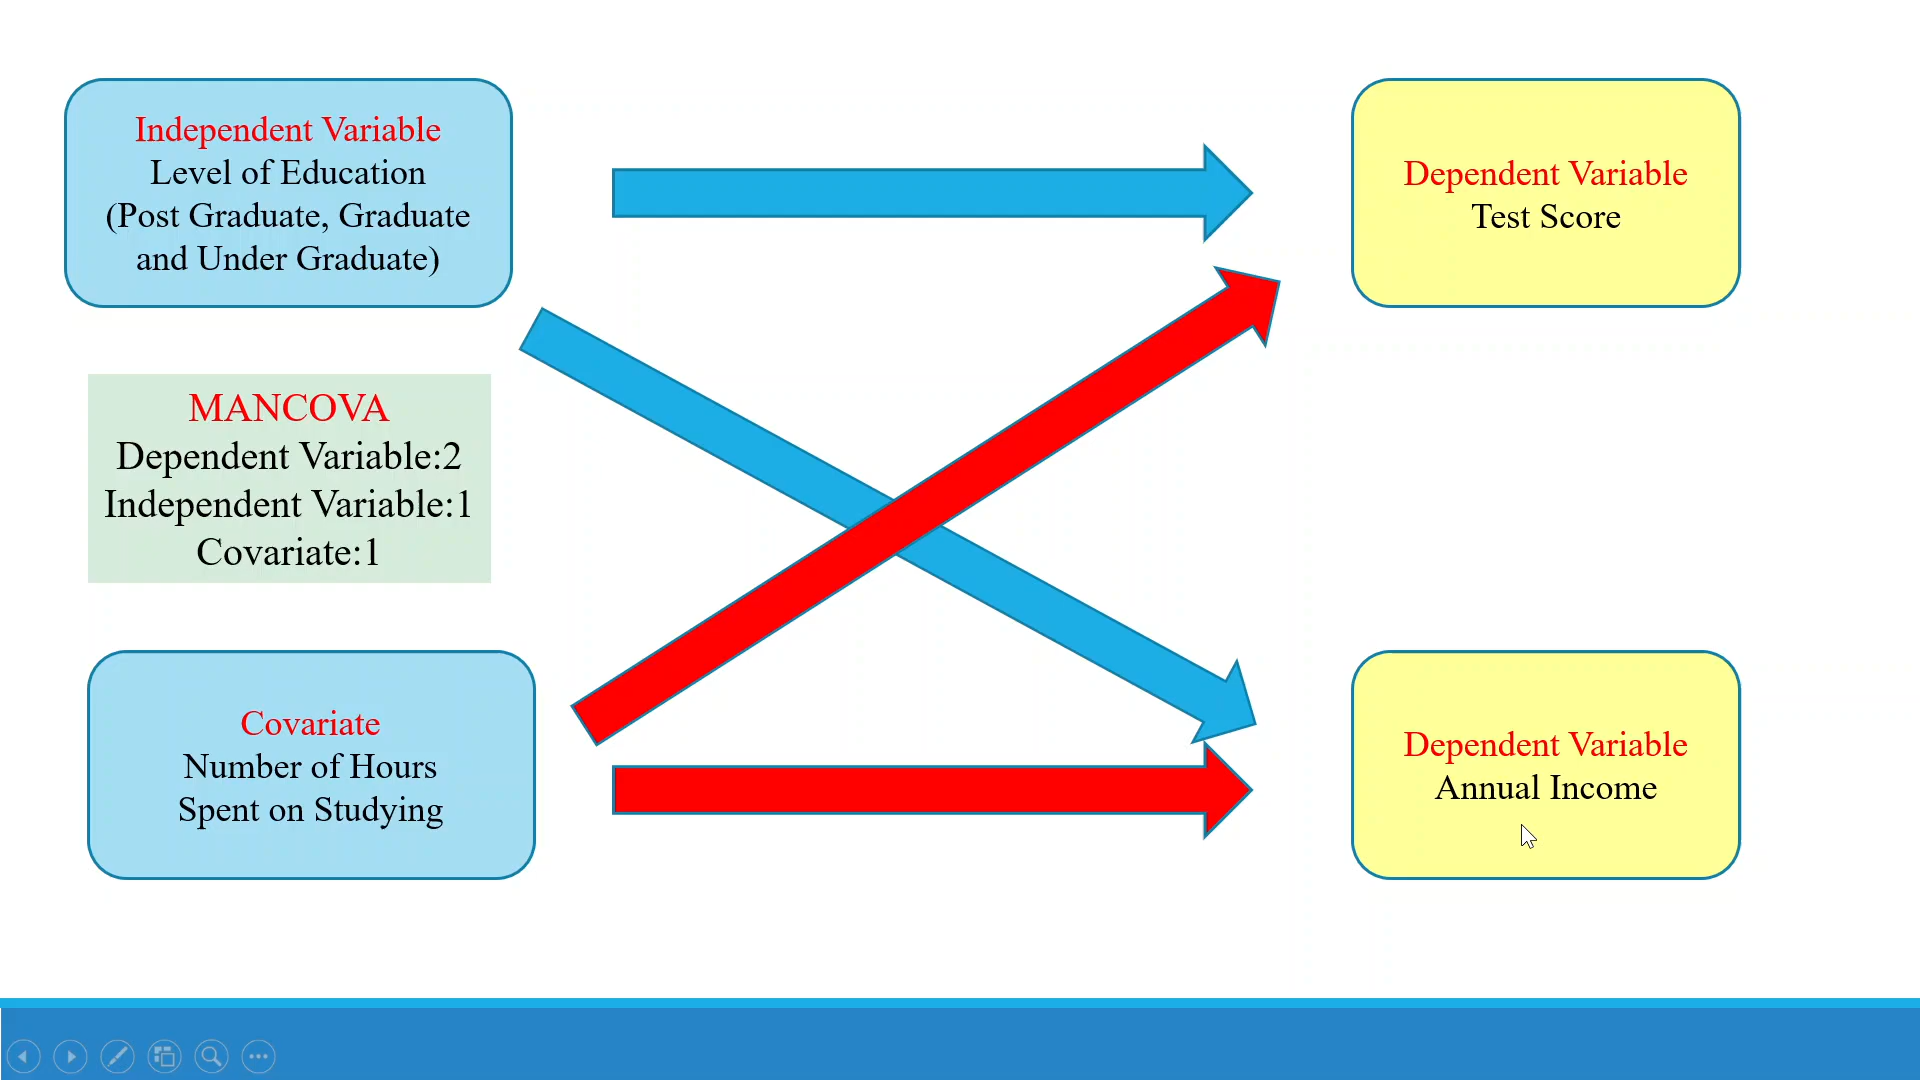 Independent Variable
Level of Education
(Post Graduate, Graduate
and Under Graduate)
Dependent Variable
Test Score
MANCOVA
Dependent Variable:2
Independent Variable:1
Covariate:1
Covariate
Number of Hours
Spent on Studying
Dependent Variable
Annual Income